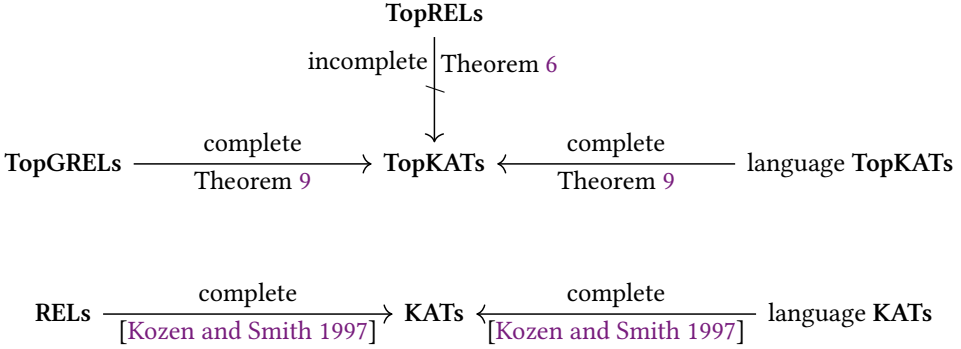 TopRELs
incomplete Theorem 6
complete complete
TopGRELs TopKATs language TopKATs
Theorem 9 Theorem 9
complete complete
RELs KATs language KATs
[Kozen and Smith 1997] [Kozen and Smith 1997]